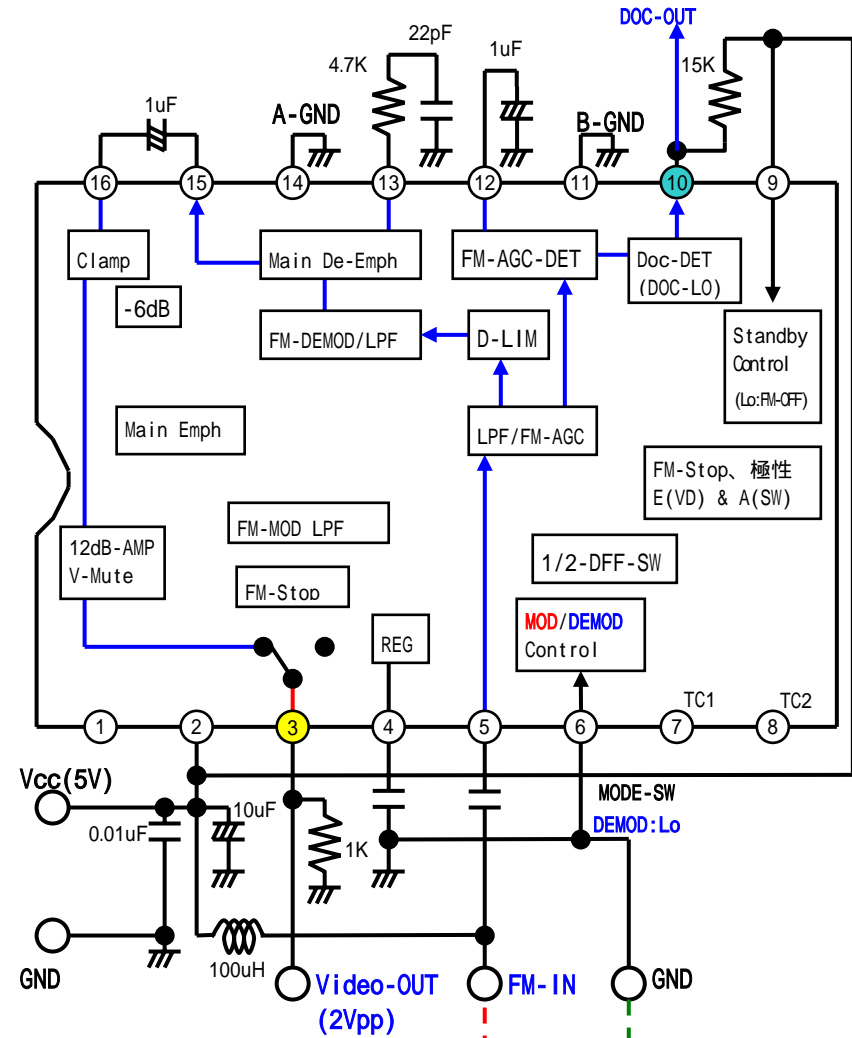 DOC-OUT
22pF
1uF
4.7K
15K
1uF
A-GND
B-GND
16
15
14
13
12
11
10
9
Clamp
Main De-Emph
FM-AGC-DET
Doc-DET
(DOC-LO)
-6dB
FM-DEMOD/LPF
D-LIM
Standby
Control
(Lo:FM-OFF)
Main Emph
LPF/FM-AGC
FM-Stop、極性
E(VD) & A(SW)
FM-MOD LPF
12dB-AMP
V-Mute
1/2-DFF-SW
FM-Stop
MOD/DEMOD
Control
REG
TC1
TC2
1
2
3
4
5
6
7
8
Vcc(5V)
MODE-SW
DEMOD:Lo
10uF
0.01uF
1K
GND
100uH
Video-OUT
(2Vpp)
FM-IN
GND